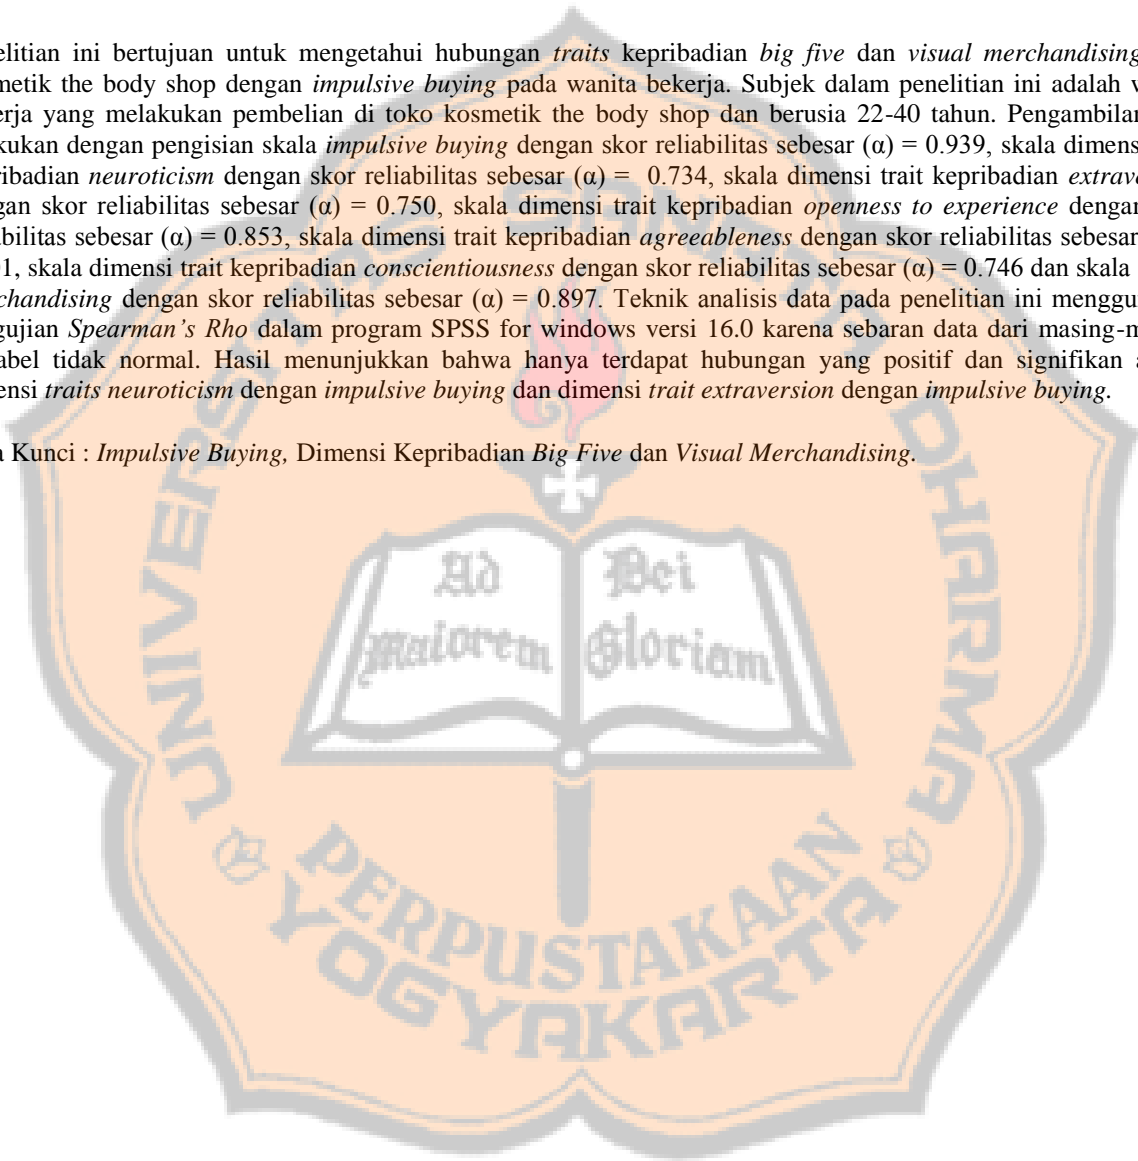 elitian ini bertujuan untuk mengetahui hubungan traits kepribadian big five dan visual merchandising
metik the body shop dengan impulsive buying pada wanita bekerja. Subjek dalam penelitian ini adalah w
erja yang melakukan pembelian di toko kosmetik the body shop dan berusia 22-40 tahun. Pengambilan
kukan dengan pengisian skala impulsive buying dengan skor reliabilitas sebesar (α) = 0.939, skala dimens
ribadian neuroticism dengan skor reliabilitas sebesar (α) = 0.734, skala dimensi trait kepribadian extrave
gan skor reliabilitas sebesar (α) = 0.750, skala dimensi trait kepribadian openness to experience dengan
abilitas sebesar (α) = 0.853, skala dimensi trait kepribadian agreeableness dengan skor reliabilitas sebesar
1, skala dimensi trait kepribadian conscientiousness dengan skor reliabilitas sebesar (α) = 0.746 dan skala
chandising dengan skor reliabilitas sebesar (α) = 0.897. Teknik analisis data pada penelitian ini menggun
gujian Spearman's Rho dalam program SPSS for windows versi 16.0 karena sebaran data dari masing-m
abel tidak normal. Hasil menunjukkan bahwa hanya terdapat hubungan yang positif dan signifikan a
ensi traits neuroticism dengan impulsive buying dan dimensi trait extraversion dengan impulsive buying.
a Kunci : Impulsive Buying, Dimensi Kepribadian Big Five dan Visual Merchandising.
UNIVERSITAS SANATA DHARMA
Ad Dei
maiorem Gloriam
PERPUSTAKAAN
YOGYAKARTA